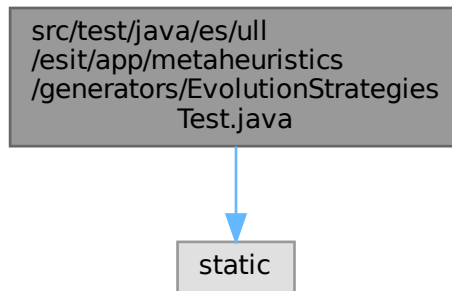 src/test/java/es/ull
/esit/app/metaheuristics
/generators/EvolutionStrategies
Test.java
static